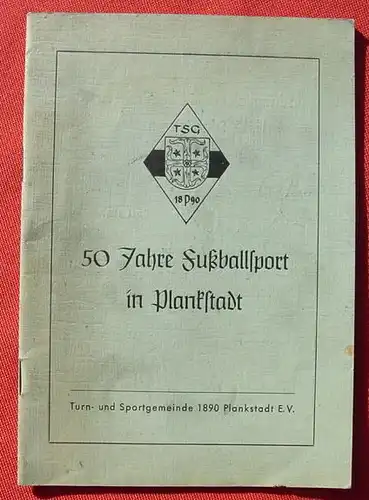 TSG
18 P 90
50 Jahre Fußballsport
in Plankstadt
Turn- und Sportgemeinde 1890 Plankstadt E.V.